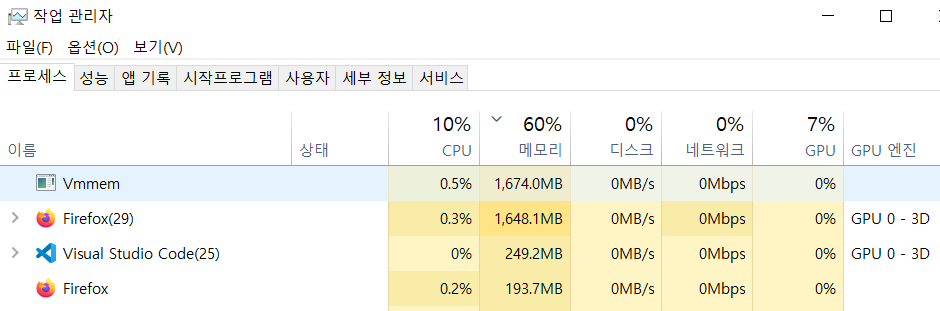 작업 관리자
파일(F) 옵션(O) 보기(V)
프로세스 성능 앱 기록 시작프로그램 사용자 세부 정보 서비스
10% 60% 0% 0% 7%
이름 상태 CPU 메모리 디스크 네트워크 GPU GPU 엔진
Vmmem 0.5% 1,674.0MB 0MB/s 0Mbps 0%
Firefox(29) 0.3% 1,648.1MB 0MB/s 0Mbps 0% GPU 0 - 3D
Visual Studio Code(25) 0% 249.2MB 0MB/s 0Mbps 0% GPU 0 - 3D
Firefox 0.2% 193.7MB 0MB/s 0Mbps 0%